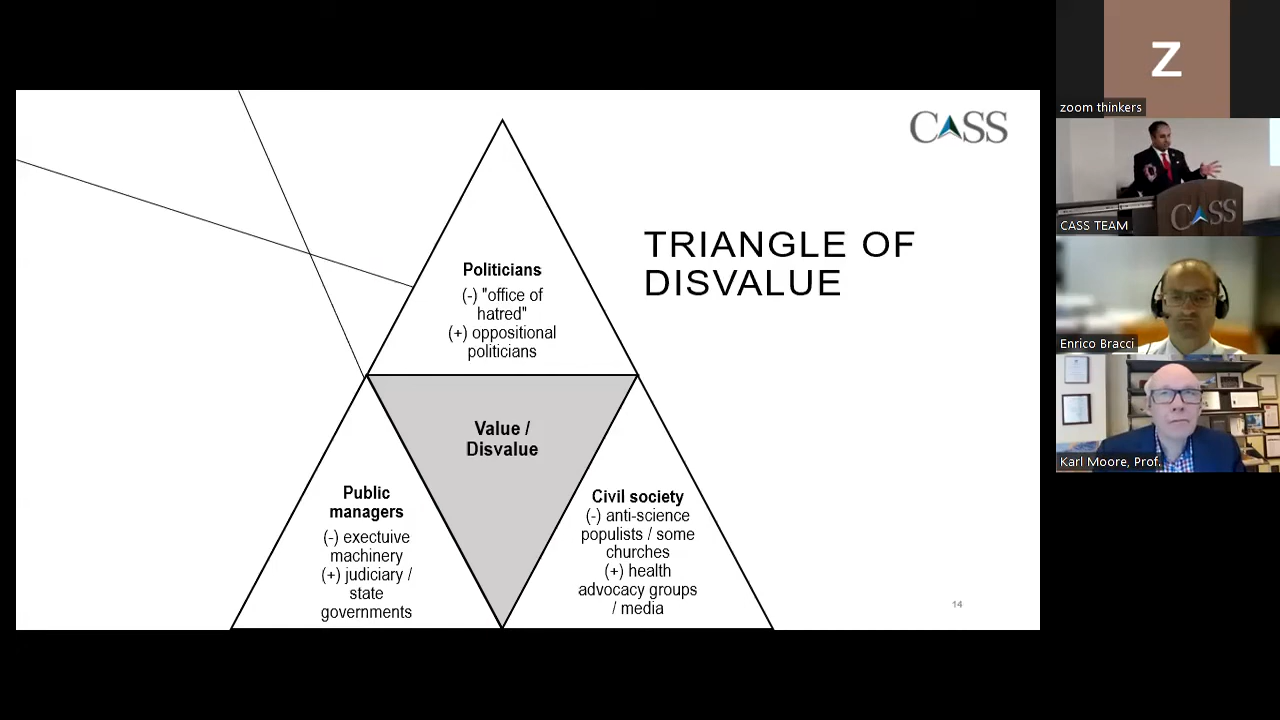 CASS
TRIANGLE OF
DISVALUE
Politicians
(-) "office of
hatred"
(+) oppositional
politicians
Value /
Disvalue
Public
managers
(-) exectuive
machinery
(+) judiciary /
state
governments
Civil society
(-) anti-science
populists / some
churches
(+) health
advocacy groups
/ media
14
Z
zoom thinkers
CASS
CASS TEAM
Enrico Bracci
Karl Moore, Prof.